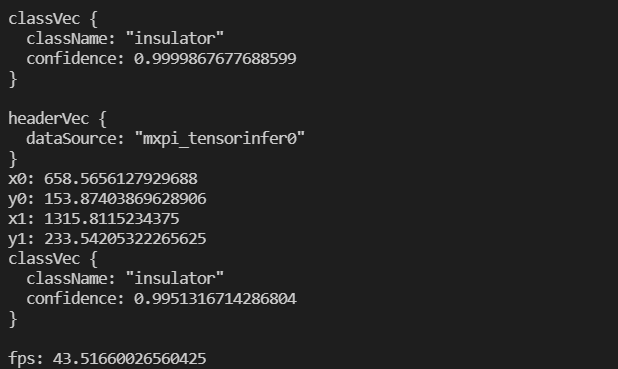 classVec {
  className: "insulator"
  confidence: 0.9999867677688599
}

headerVec {
  dataSource: "mxpi_tensorinfer0"
}
x0: 658.5656127929688
y0: 153.87403869628906
x1: 1315.8115234375
y1: 233.54205322265625
classVec {
  className: "insulator"
  confidence: 0.9951316714286804
}

fps: 43.51660026560425